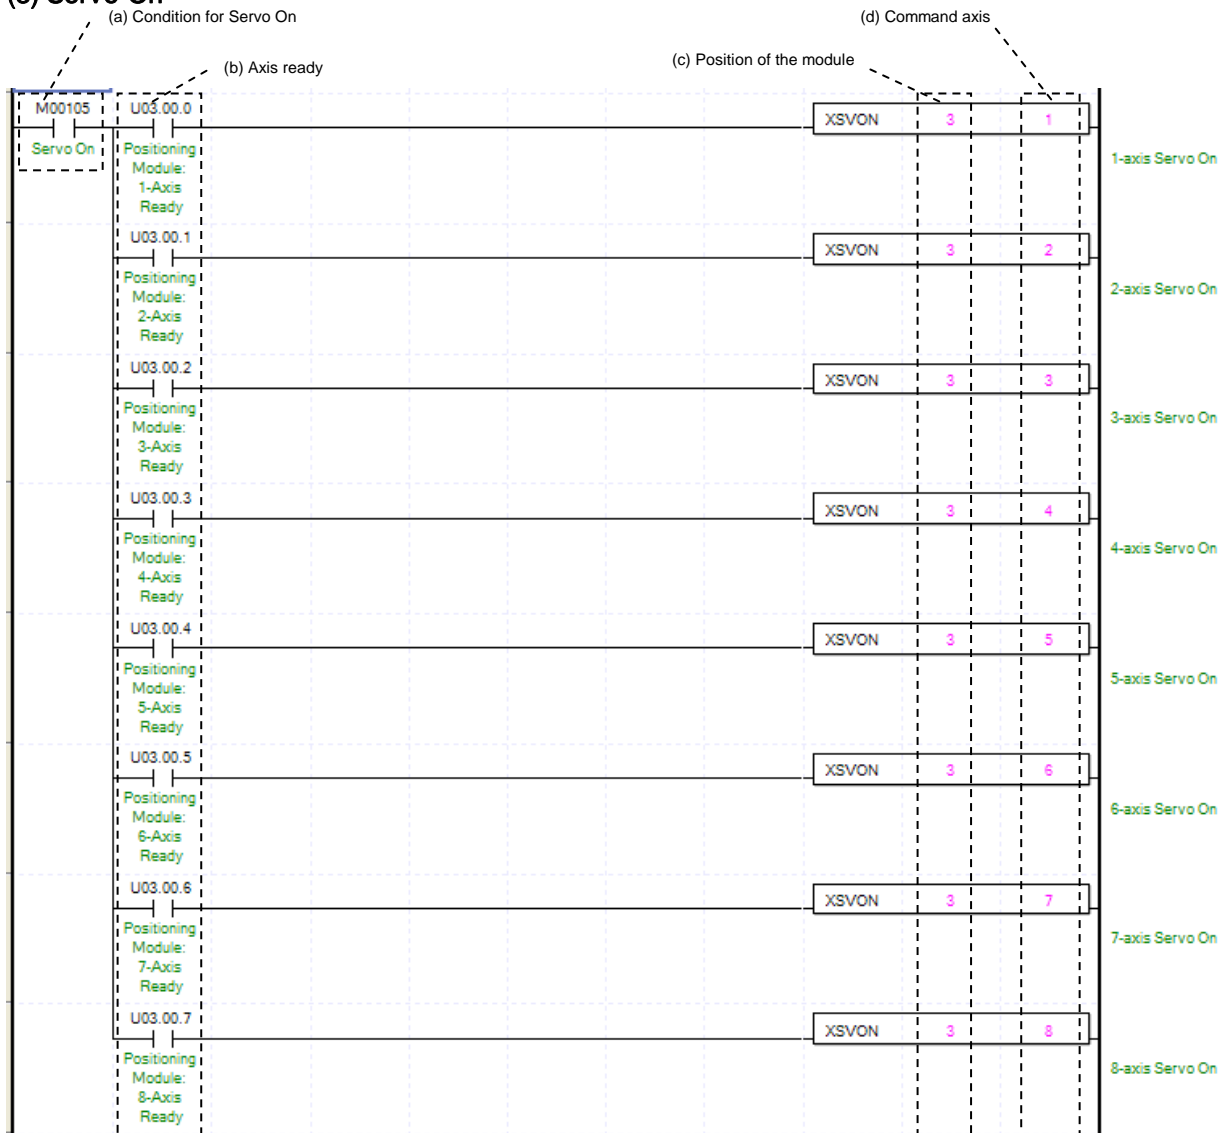 (a) Condition for Servo On
(d) Command axis
(b) Axis ready
(c) Position of the module
M00105
U03.00.0
XSVON 3 1
Servo On
Positioning
Module:
1-Axis
Ready
1-axis Servo On
U03.00.1
XSVON 3 2
Positioning
Module:
2-Axis
Ready
2-axis Servo On
U03.00.2
XSVON 3 3
Positioning
Module:
3-Axis
Ready
3-axis Servo On
U03.00.3
XSVON 3 4
Positioning
Module:
4-Axis
Ready
4-axis Servo On
U03.00.4
XSVON 3 5
Positioning
Module:
5-Axis
Ready
5-axis Servo On
U03.00.5
XSVON 3 6
Positioning
Module:
6-Axis
Ready
6-axis Servo On
U03.00.6
XSVON 3 7
Positioning
Module:
7-Axis
Ready
7-axis Servo On
U03.00.7
XSVON 3 8
Positioning
Module:
8-Axis
Ready
8-axis Servo On